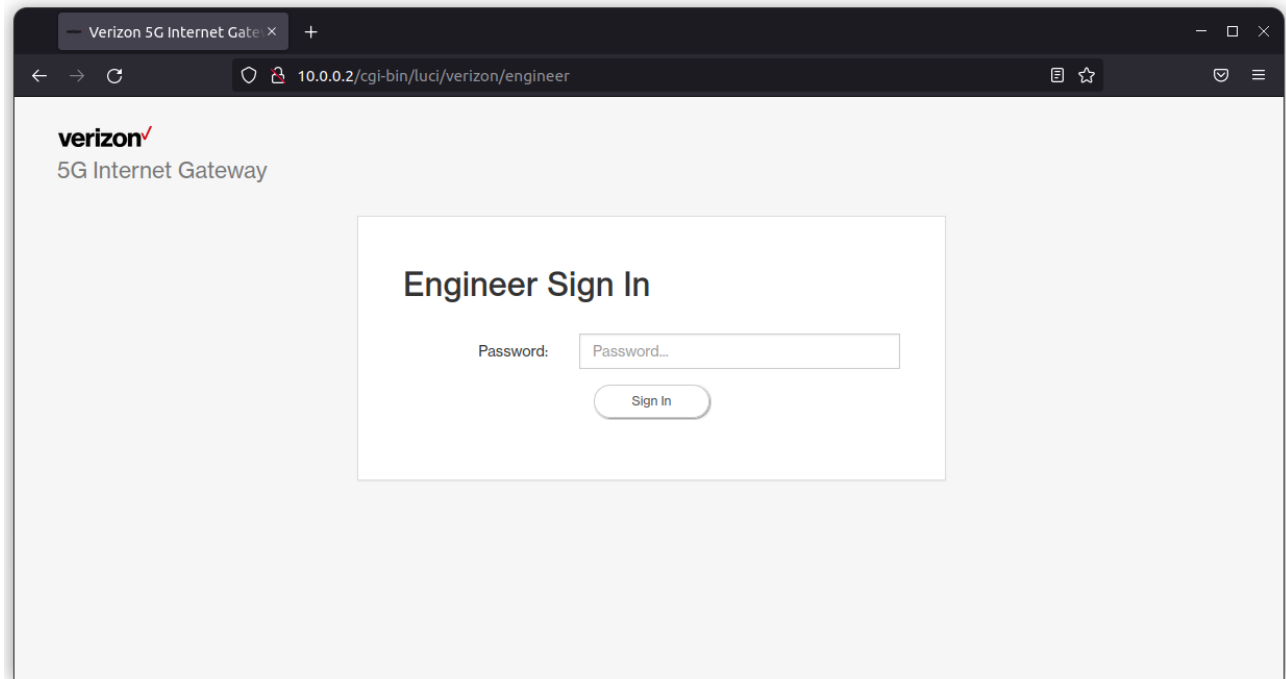 Verizon 5G Internet Gate
10.0.0.2/cgi-bin/luci/verizon/engineer
verizon
5G Internet Gateway
Engineer Sign In
Password: Password...
Sign In